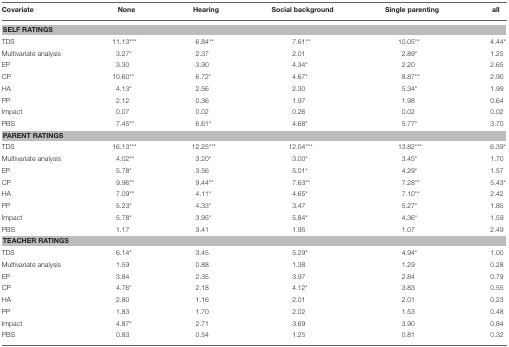 Covariate None Hearing Social background Single parenting all
SELF RATINGS
TDS 11.13*** 6.84** 7.61** 10.05** 4.44*
Multivariate analysis 3.27* 2.37 2.01 2.89* 1.25
EP 3.30 3.90 4.34* 2.20 2.65
CP 10.60** 6.72* 4.67* 8.87** 2.90
HA 4.13* 2.56 2.30 5.34* 1.99
PP 2.12 0.36 1.97 1.98 0.64
Impact 0.07 0.02 0.26 0.02 0.02
PBS 7.45** 6.61* 4.68* 5.77* 3.70
PARENT RATINGS
TDS 16.13*** 12.25*** 12.04*** 13.82*** 6.39*
Multivariate analysis 4.02** 3.20* 3.00* 3.45* 1.70
EP 5.78* 3.56 5.01* 4.29* 1.57
CP 9.96** 9.44** 7.63** 7.28** 5.43*
HA 7.09** 4.11* 4.65* 7.10** 2.42
PP 5.23* 4.33* 3.47 5.27* 1.85
Impact 5.78* 3.95* 5.84* 4.36* 1.59
PBS 1.17 3.41 1.95 1.07 2.49
TEACHER RATINGS
TDS 6.14* 3.45 5.29* 4.94* 1.00
Multivariate analysis 1.59 0.88 1.38 1.29 0.28
EP 3.84 2.35 3.97 2.84 0.79
CP 4.76* 2.18 4.12* 3.83 0.55
HA 2.80 1.16 2.01 2.01 0.23
PP 1.83 1.70 2.02 1.53 0.48
Impact 4.87* 2.71 3.69 3.90 0.84
PBS 0.83 0.54 1.25 0.81 0.32